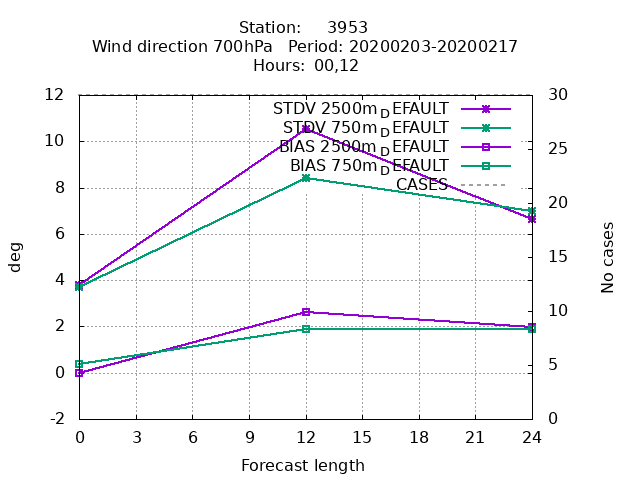 Station: 3953
Wind direction 700hPa Period: 20200203-20200217
Hours: 00,12
STDV 2500m_DEFAULT
STDV 750m_DEFAULT
BIAS 2500m_DEFAULT
BIAS 750m_DEFAULT
CASES
12
10
8
6
4
2
0
-2
deg
30
25
20
15
10
5
0
No cases
0 3 6 9 12 15 18 21 24
Forecast length